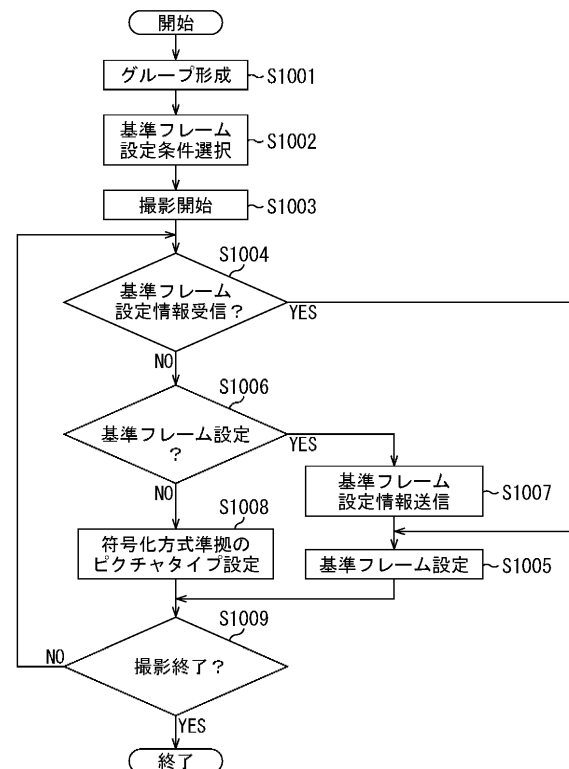 開始
グループ形成
S1001
基準フレーム
設定条件選択
S1002
撮影開始
S1003
S1004
基準フレーム
設定情報受信?
YES
NO
S1006
基準フレーム設定
?
YES
NO
基準フレーム
設定情報送信
S1007
S1008
符号化方式準拠の
ピクチャタイプ設定
基準フレーム設定
S1005
S1009
撮影終了?
NO
YES
終了